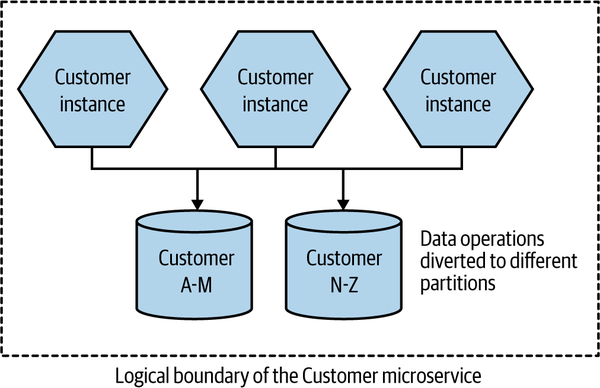 Customer
instance
Customer
instance
Customer
instance
Customer
A-M
Customer
N-Z
Data operations
diverted to different
partitions
Logical boundary of the Customer microservice